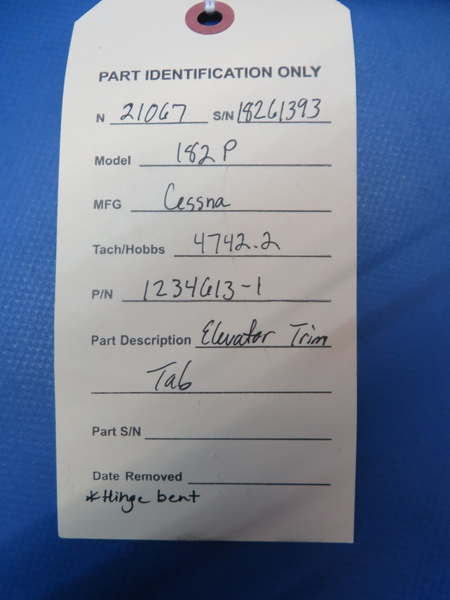 PART IDENTIFICATION ONLY
N 21067 S/N 18261393
Model 182P
MFG Cessna
Tach/Hobbs 4742.2
P/N 1234613-1
Part Description Elevator Trim
Tab
Part S/N
Date Removed
*Hinge bent